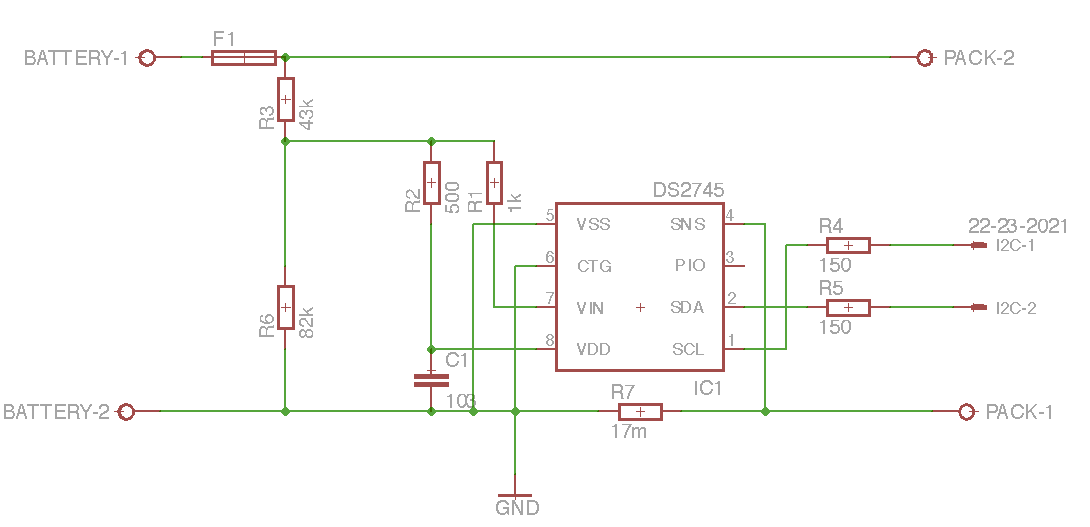 F1
BATTERY-1
PACK-2
R3
43k
R2
500
R1
1k
DS2745
5
VSS
SNS
4
6
CTG
PIO
3
7
VIN
SDA
2
8
VDD
SCL
1
IC1
R4
150
22-23-2021
I2C-1
R5
150
I2C-2
R6
82k
C1
103
R7
17m
BATTERY-2
PACK-1
GND